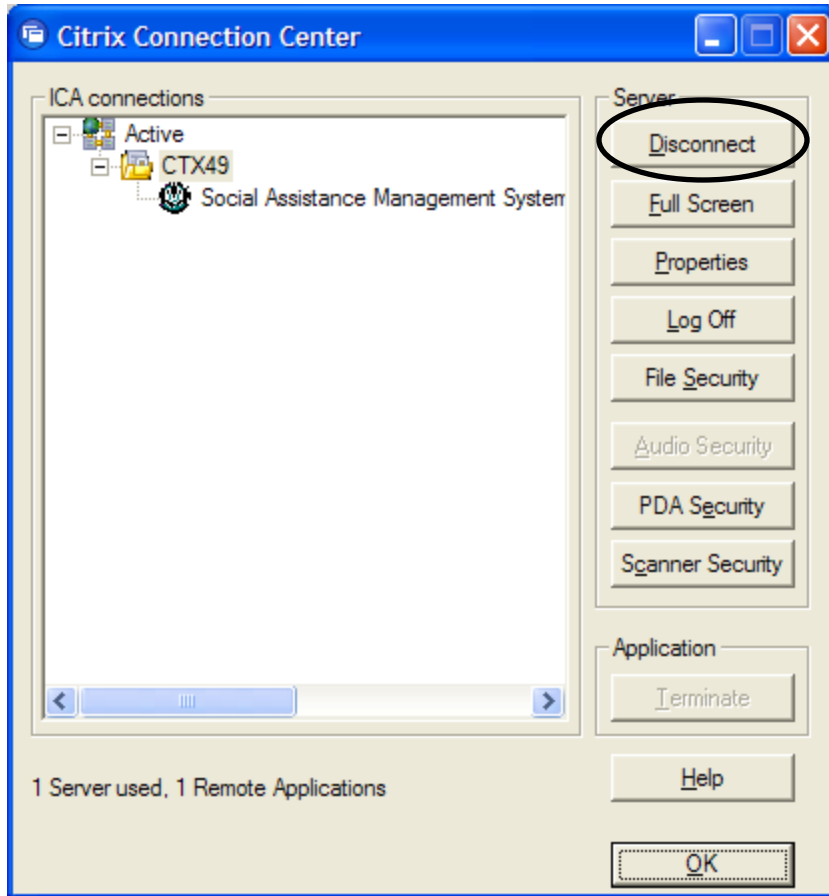 Citrix Connection Center
ICA connections
Active
CTX49
Social Assistance Management System
Server
Disconnect
Full Screen
Properties
Log Off
File Security
Audio Security
PDA Security
Scanner Security
Application
Terminate
1 Server used, 1 Remote Applications
Help
OK